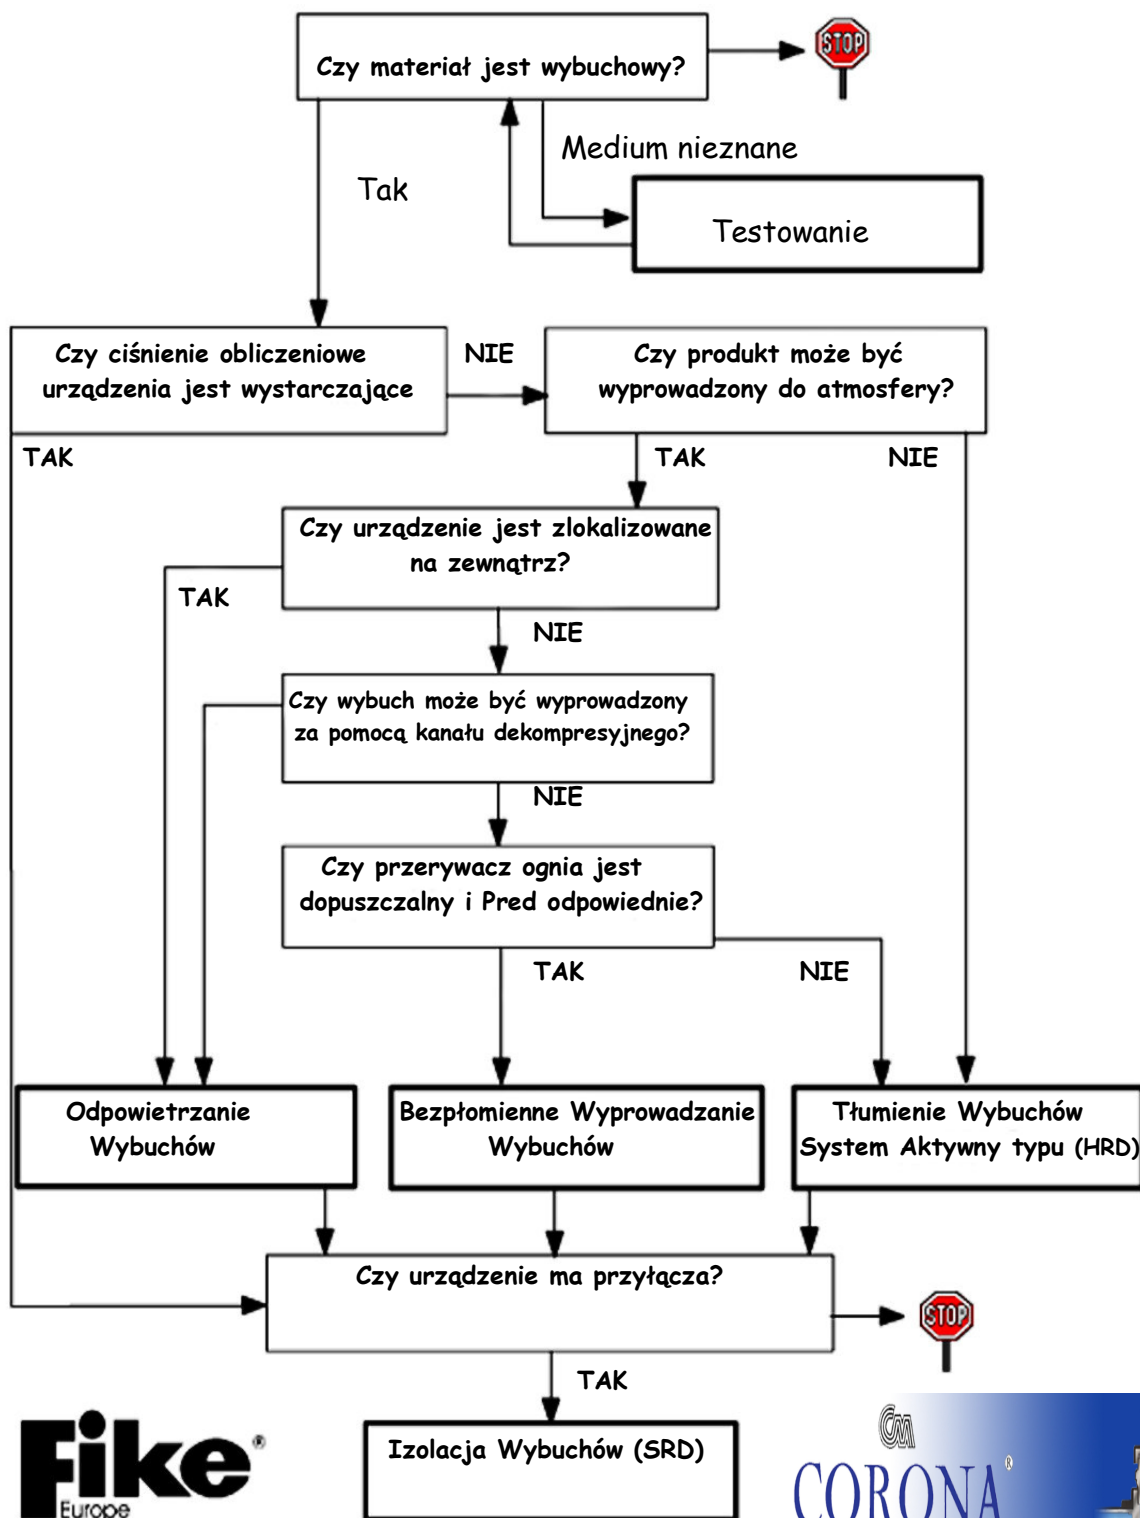 Czy materiał jest wybuchowy?
STOP
Medium nieznane
Tak
Testowanie
Czy ciśnienie obliczeniowe
urządzenia jest wystarczające
NIE
Czy produkt może być
wyprowadzony do atmosfery?
TAK
TAK
NIE
Czy urządzenie jest zlokalizowane
na zewnątrz?
TAK
NIE
Czy wybuch może być wyprowadzony
za pomocą kanału dekompresyjnego?
NIE
Czy przerywacz ognia jest
dopuszczalny i Pred odpowiednie?
TAK
NIE
Odpowietrzanie
Wybuchów
Bezpłomienne Wyprowadzanie
Wybuchów
Tłumienie Wybuchów
System Aktywny typu (HRD)
Czy urządzenie ma przyłącza?
STOP
TAK
Izolacja Wybuchów (SRD)
Fike®
Europe
CM
CORONA®